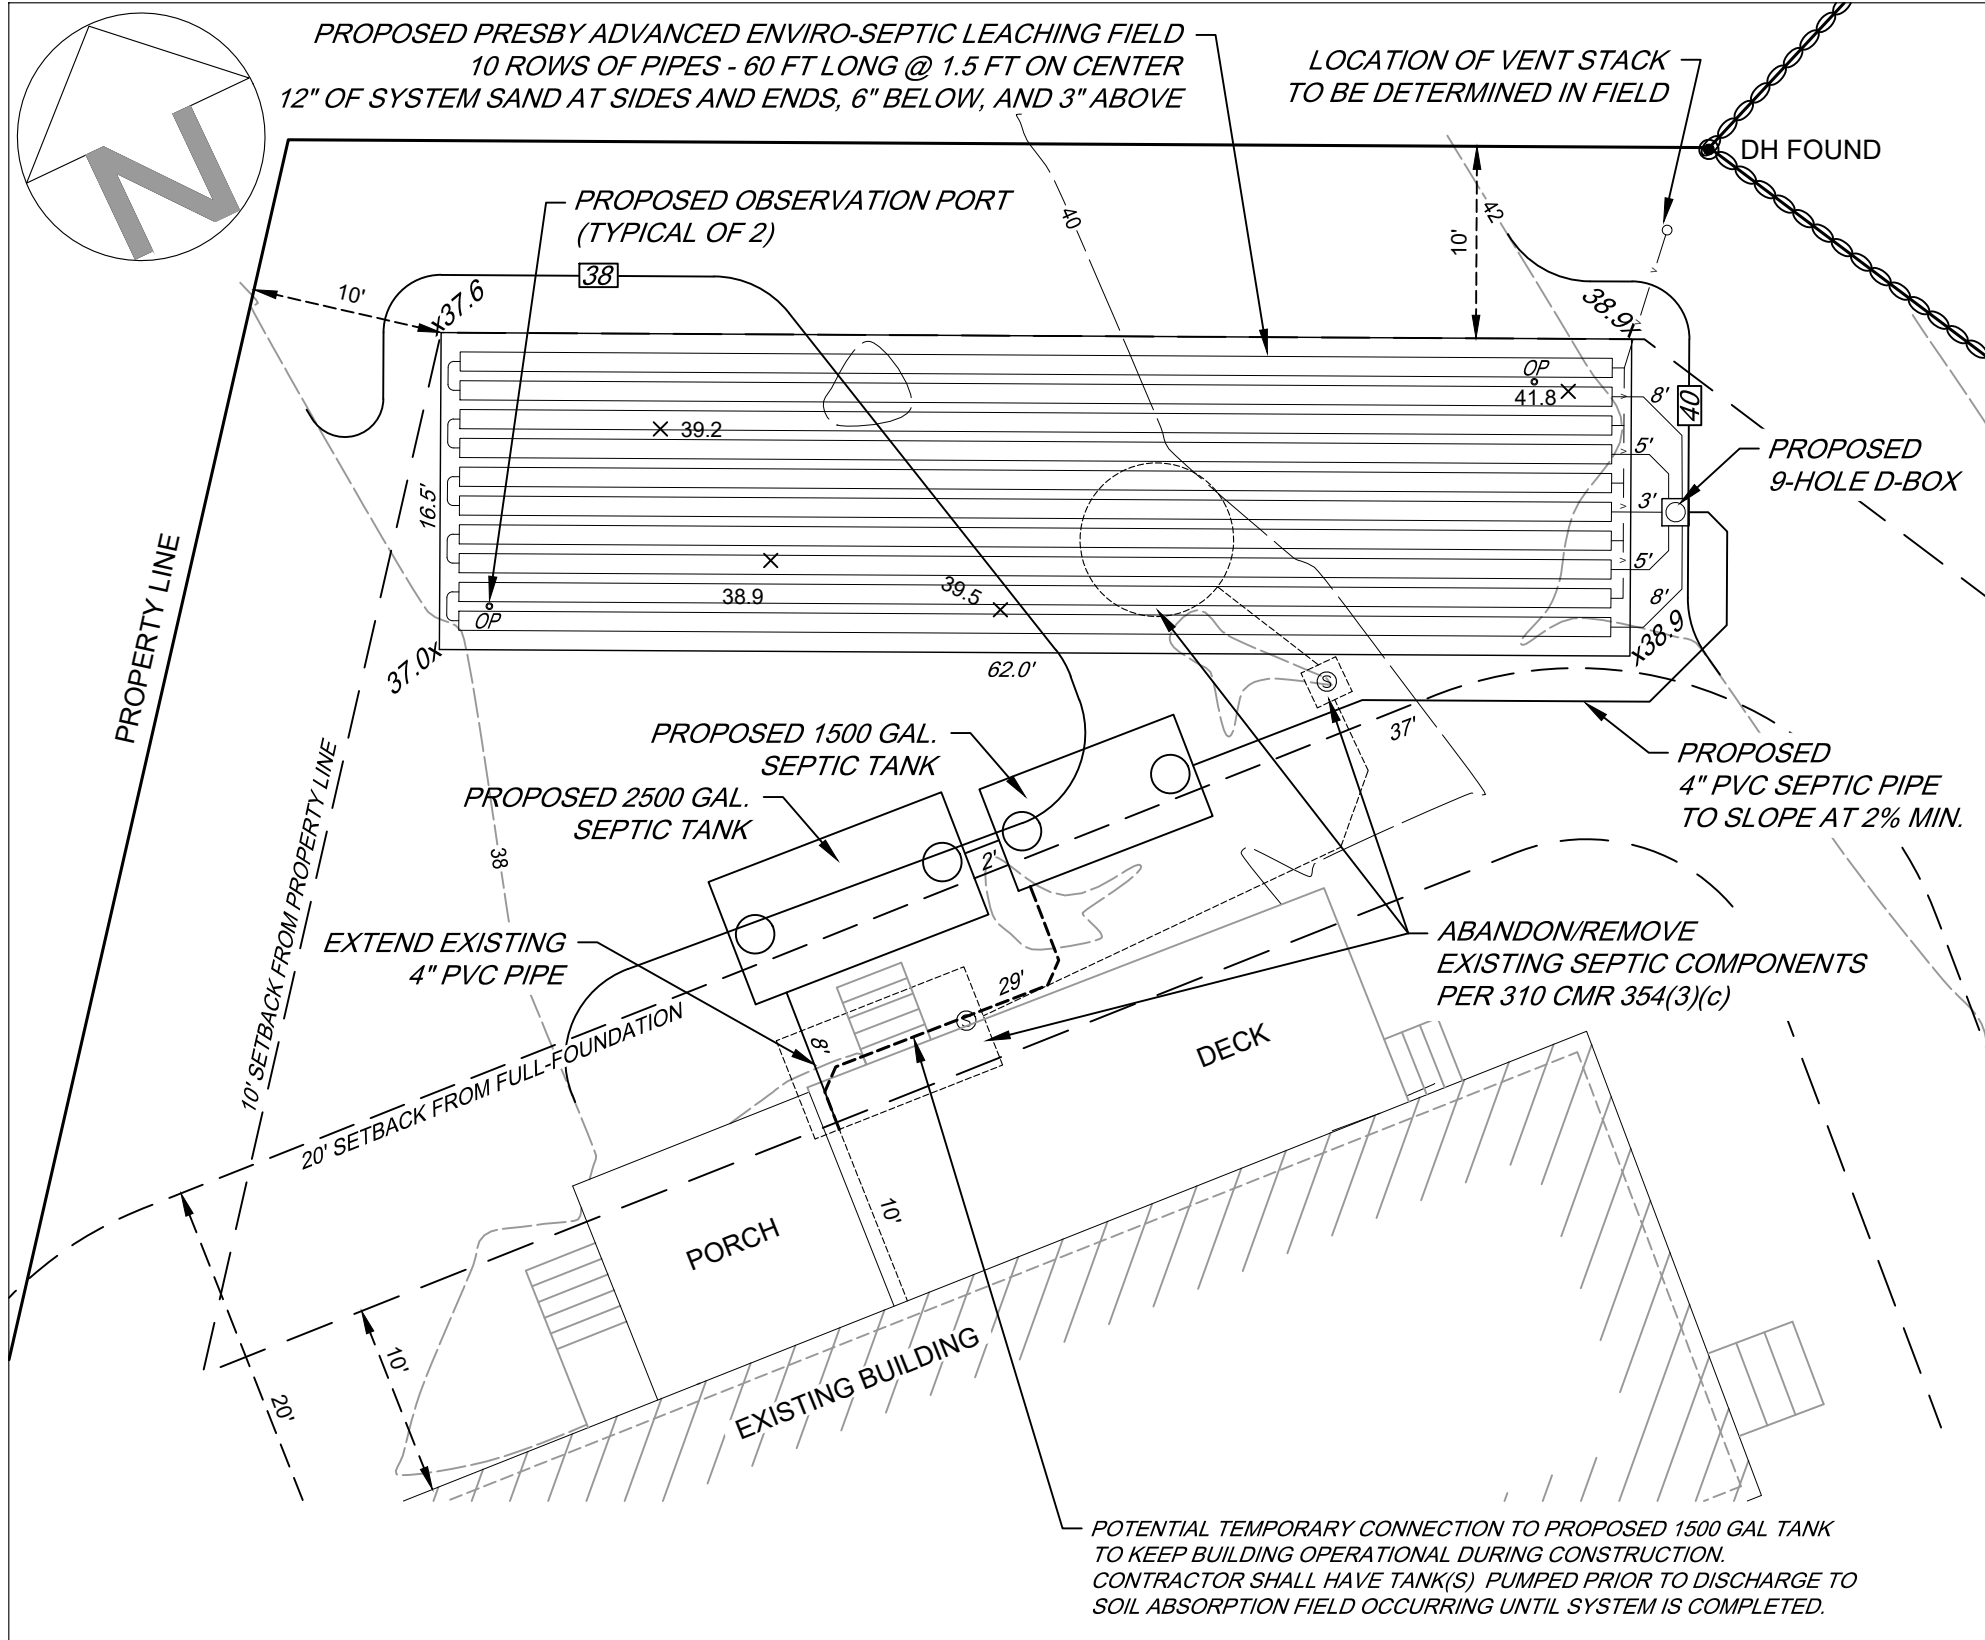 PROPOSED PRESBY ADVANCED ENVIRO-SEPTIC LEACHING FIELD
10 ROWS OF PIPES - 60 FT LONG @ 1.5 FT ON CENTER
12" OF SYSTEM SAND AT SIDES AND ENDS, 6" BELOW, AND 3" ABOVE
LOCATION OF VENT STACK
TO BE DETERMINED IN FIELD
N
DH FOUND
PROPOSED OBSERVATION PORT
(TYPICAL OF 2)
40
42
10'
38
10'
x37.6
38.9x
OP
41.8
8'
40
39.2
5'
PROPOSED
9-HOLE D-BOX
16.5'
3'
5'
38.9
39.5
8'
OP
37.0x
x38.9
62.0'
PROPERTY LINE
S
PROPOSED 1500 GAL.
SEPTIC TANK
37'
PROPOSED
4" PVC SEPTIC PIPE
TO SLOPE AT 2% MIN.
PROPOSED 2500 GAL.
SEPTIC TANK
38
2'
10' SETBACK FROM PROPERTY LINE
EXTEND EXISTING
4" PVC PIPE
ABANDON/REMOVE
EXISTING SEPTIC COMPONENTS
PER 310 CMR 354(3)(c)
29'
S
8'
DECK
20' SETBACK FROM FULL-FOUNDATION
10'
PORCH
10'
20'
EXISTING BUILDING
POTENTIAL TEMPORARY CONNECTION TO PROPOSED 1500 GAL TANK
TO KEEP BUILDING OPERATIONAL DURING CONSTRUCTION.
CONTRACTOR SHALL HAVE TANK(S) PUMPED PRIOR TO DISCHARGE TO
SOIL ABSORPTION FIELD OCCURRING UNTIL SYSTEM IS COMPLETED.